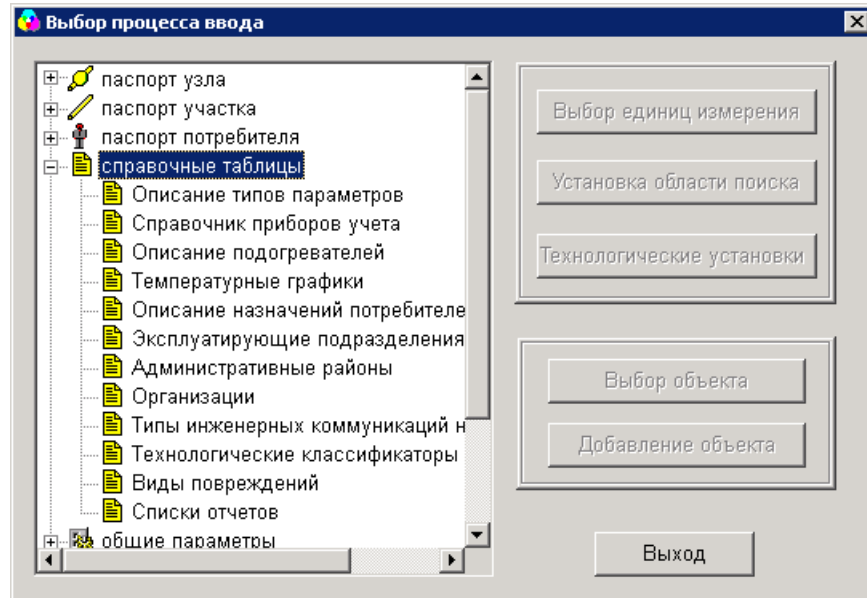 Выбор процесса ввода
паспорт узла
паспорт участка
паспорт потребителя
справочные таблицы
Описание типов параметров
Справочник приборов учета
Описание подогревателей
Температурные графики
Описание назначений потребителе
Эксплуатирующие подразделения
Административные районы
Организации
Типы инженерных коммуникаций н
Технологические классификаторы
Виды повреждений
Списки отчетов
общие параметры
Выбор единиц измерения
Установка области поиска
Технологические установки
Выбор объекта
Добавление объекта
Выход